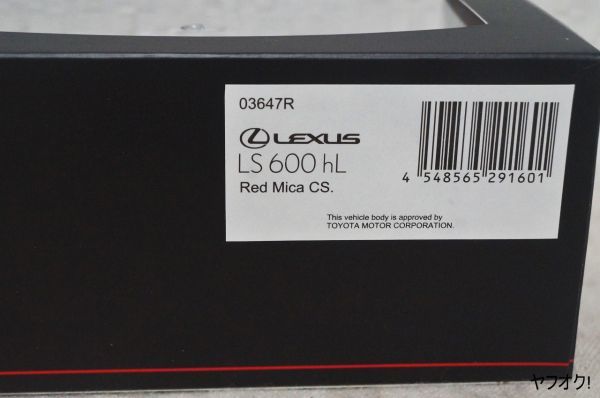 03647R
LEXUS
LS 600 hL
Red Mica CS.
4 548565 291601
This vehicle body is approved by
TOYOTA MOTOR CORPORATION.
ヤフオク!